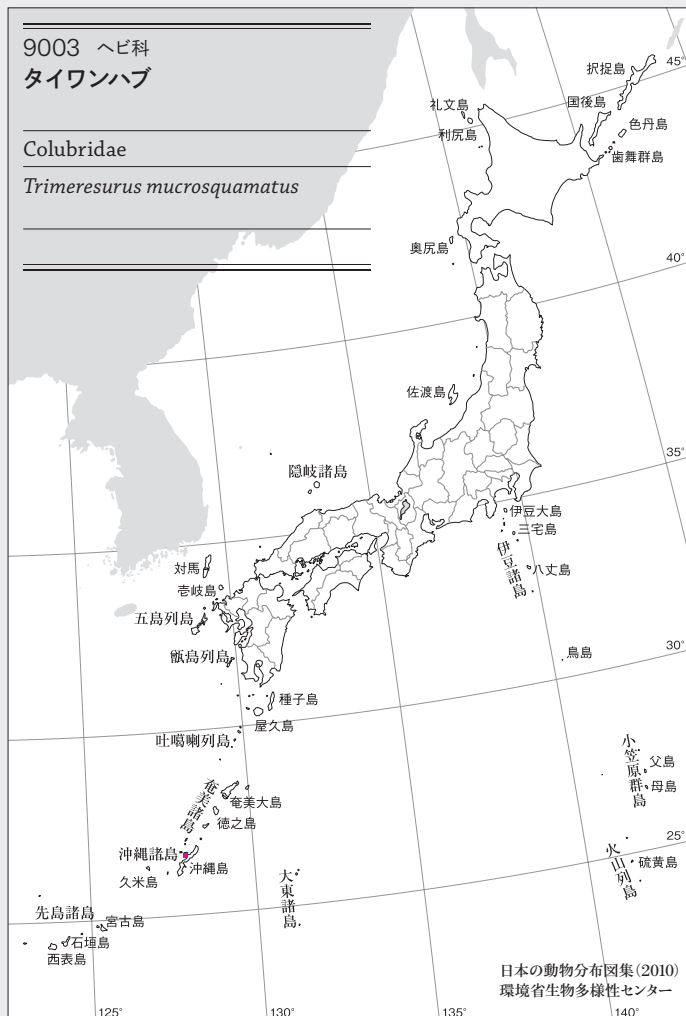 9003 ヘビ科
タイワンハブ
Colubridae
Trimeresurus mucrosquamatus
択捉島
45°
礼文島
国後島
色丹島
利尻島
歯舞群島
奥尻島
40°
佐渡島
35°
隠岐諸島
伊豆大島
三宅島
伊豆諸島
八丈島
対馬
壱岐島
五島列島
甑島列島
鳥島
30°
種子島
屋久島
吐噶喇列島
小笠原群島
父島
母島
奄美諸島
奄美大島
徳之島
25°
沖縄諸島
沖縄島
久米島
火山列島
硫黄島
大東諸島
先島諸島
宮古島
石垣島
西表島
日本の動物分布図集(2010)
環境省生物多様性センター
125°
130°
135°
140°